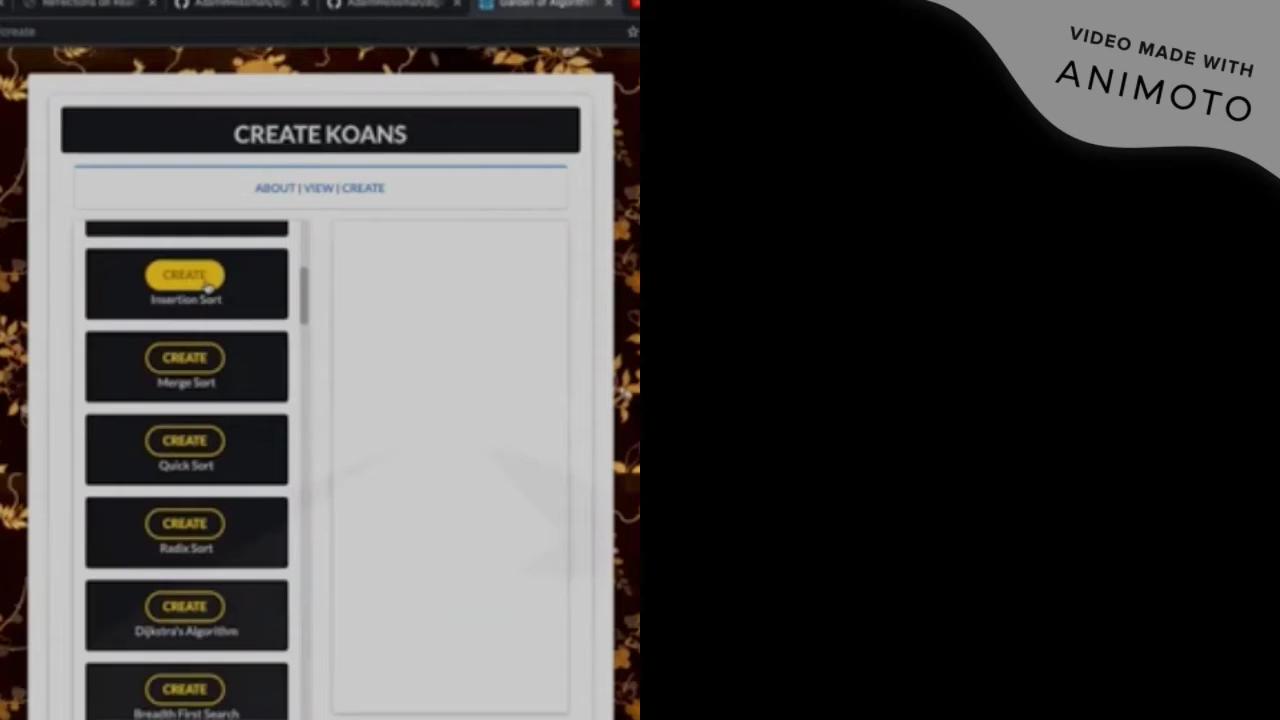 create
CREATE KOANS
ABOUT | VIEW | CREATE
CREATE
Insertion Sort
CREATE
Merge Sort
CREATE
Quick Sort
CREATE
Radix Sort
CREATE
Dijkstra's Algorithm
CREATE
Breadth First Search
VIDEO MADE WITH
ANIMOTO